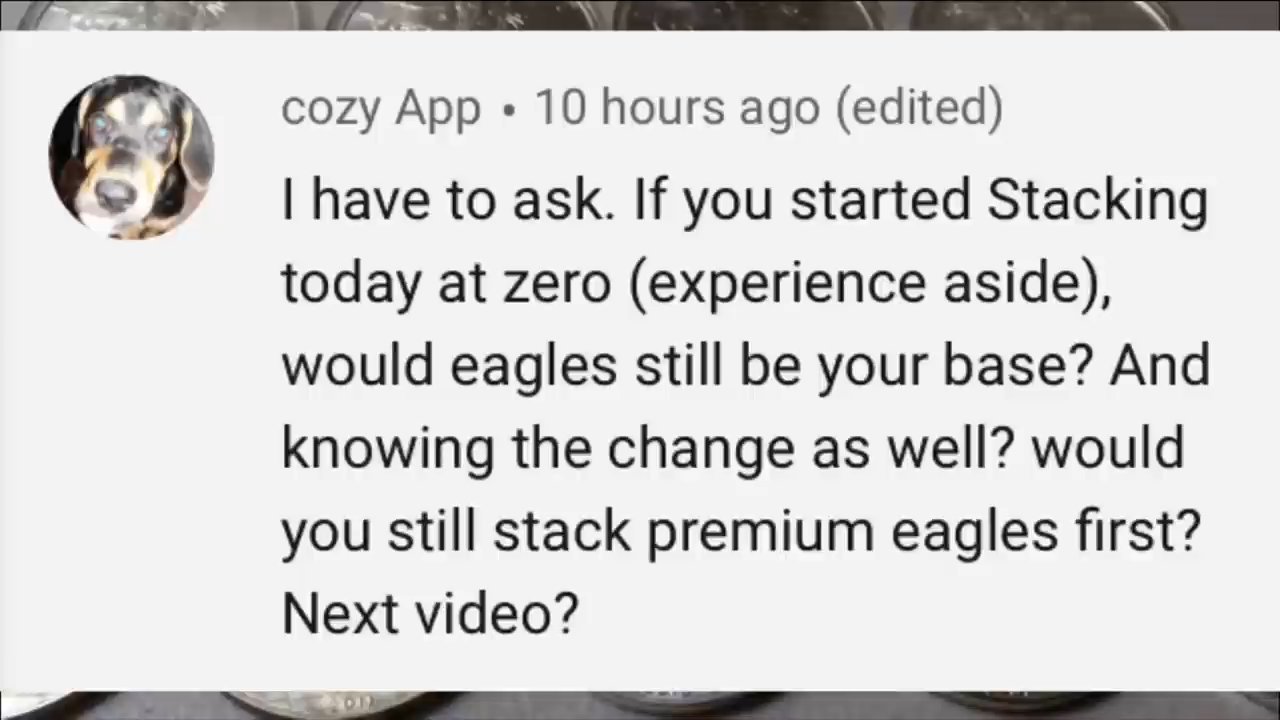 cozy App • 10 hours ago (edited)
I have to ask. If you started Stacking
today at zero (experience aside),
would eagles still be your base? And
knowing the change as well? would
you still stack premium eagles first?
Next video?